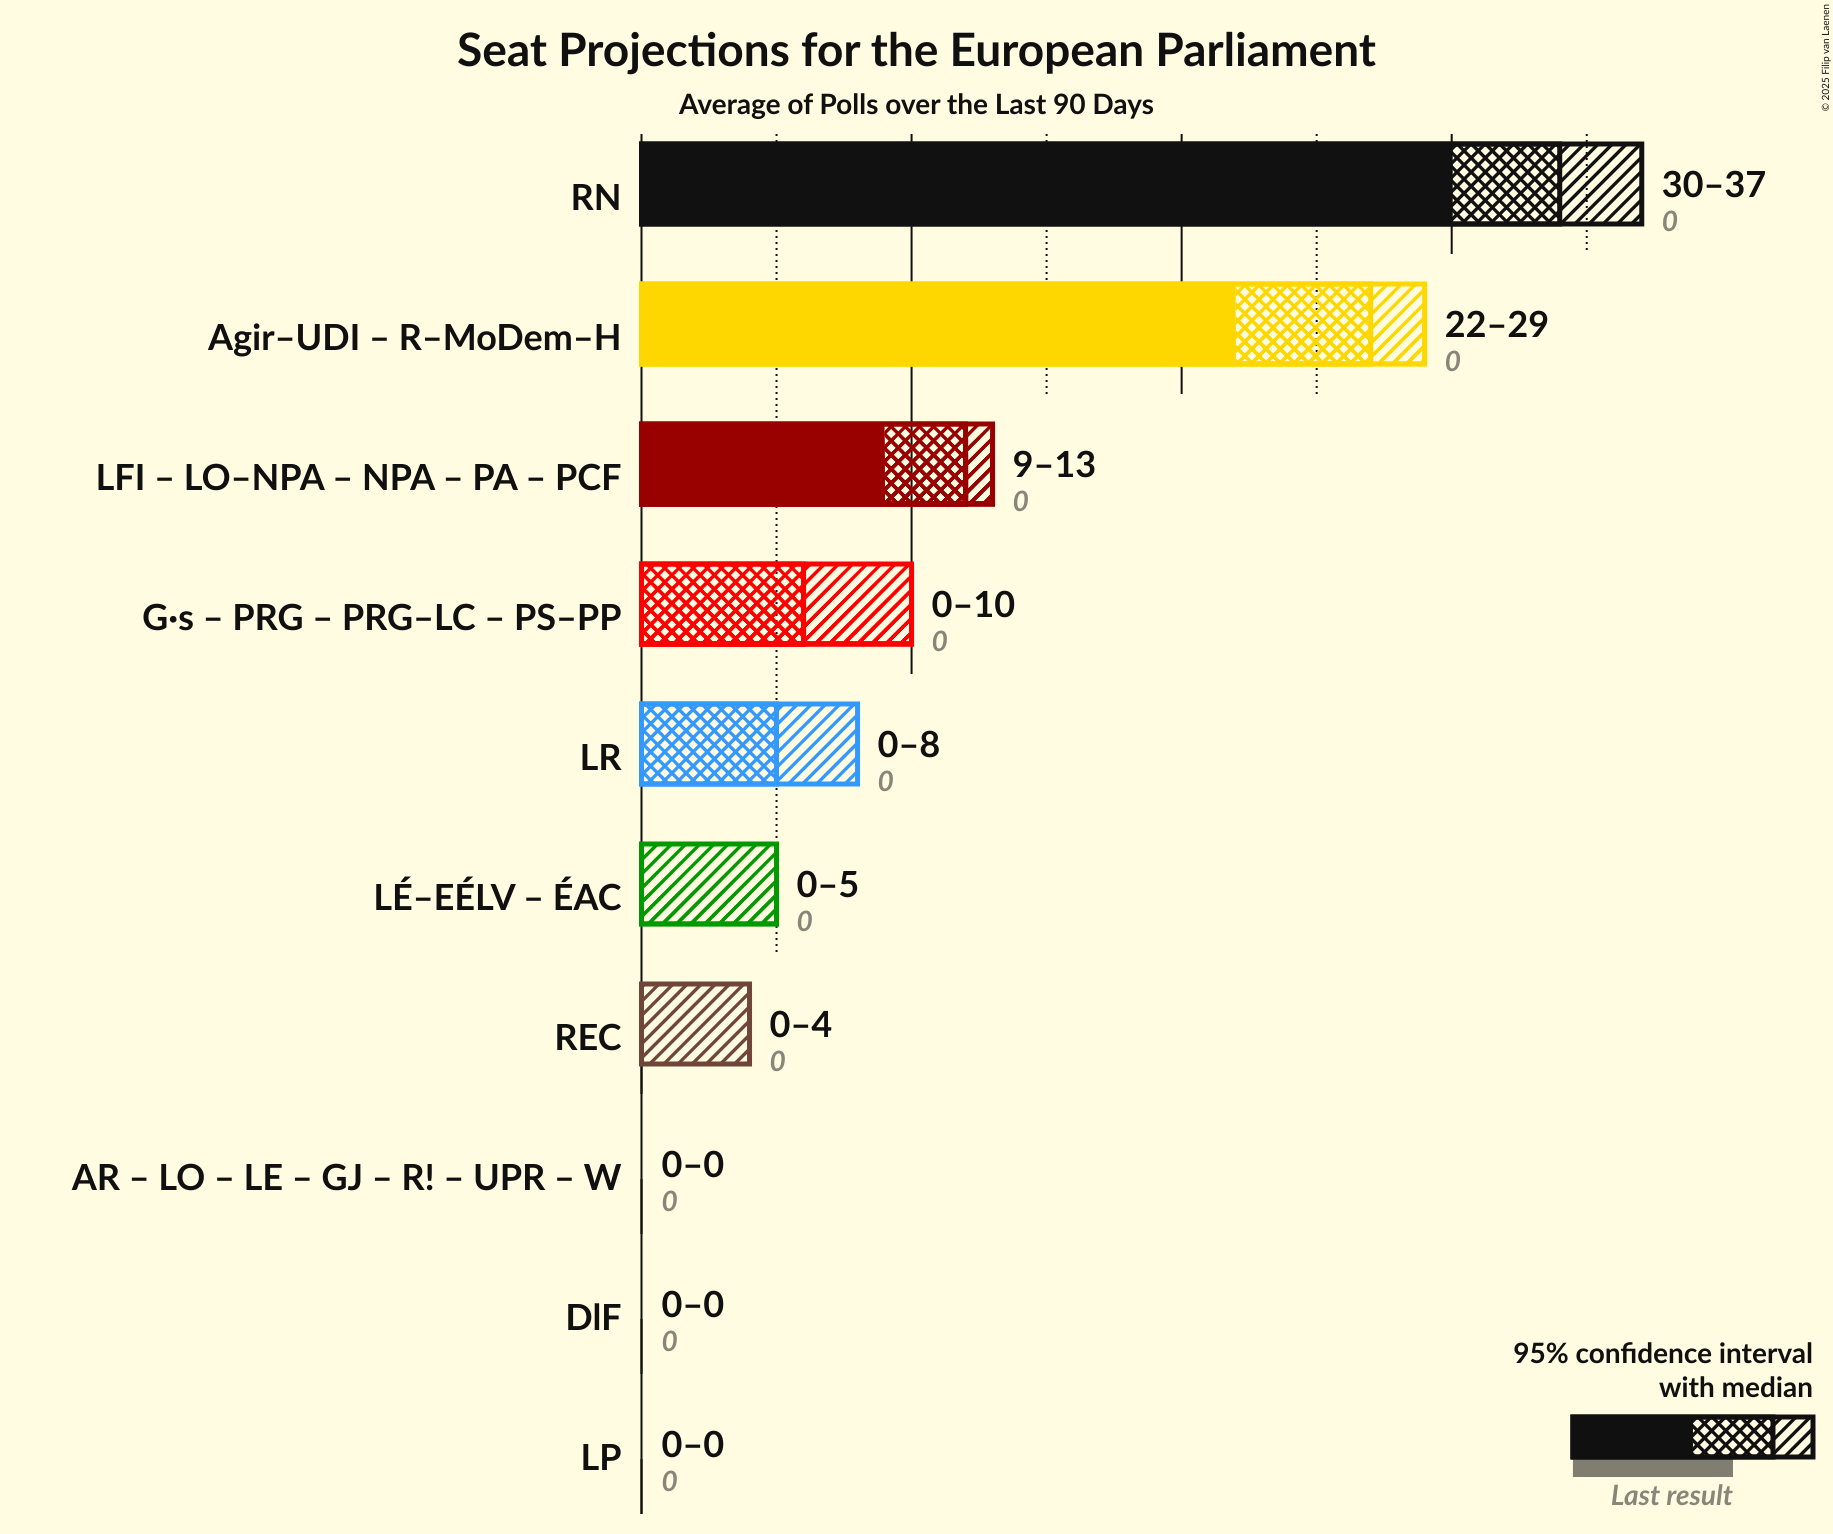 Seat Projections for the European Parliament
Average of Polls over the Last 90 Days
© 2025 Filip van Laenen
RN
30–37
0
Agir–UDI – R–MoDem–H
22–29
0
LFI – LO–NPA – NPA – PA – PCF
9–13
0
G·s – PRG – PRG–LC – PS–PP
0–10
0
LR
0–8
0
LÉ–EÉLV – ÉAC
0–5
0
REC
0–4
0
AR – LO – LE – GJ – R! – UPR – W
0–0
0
DIF
0–0
0
LP
0–0
0
95% confidence interval
with median
Last result